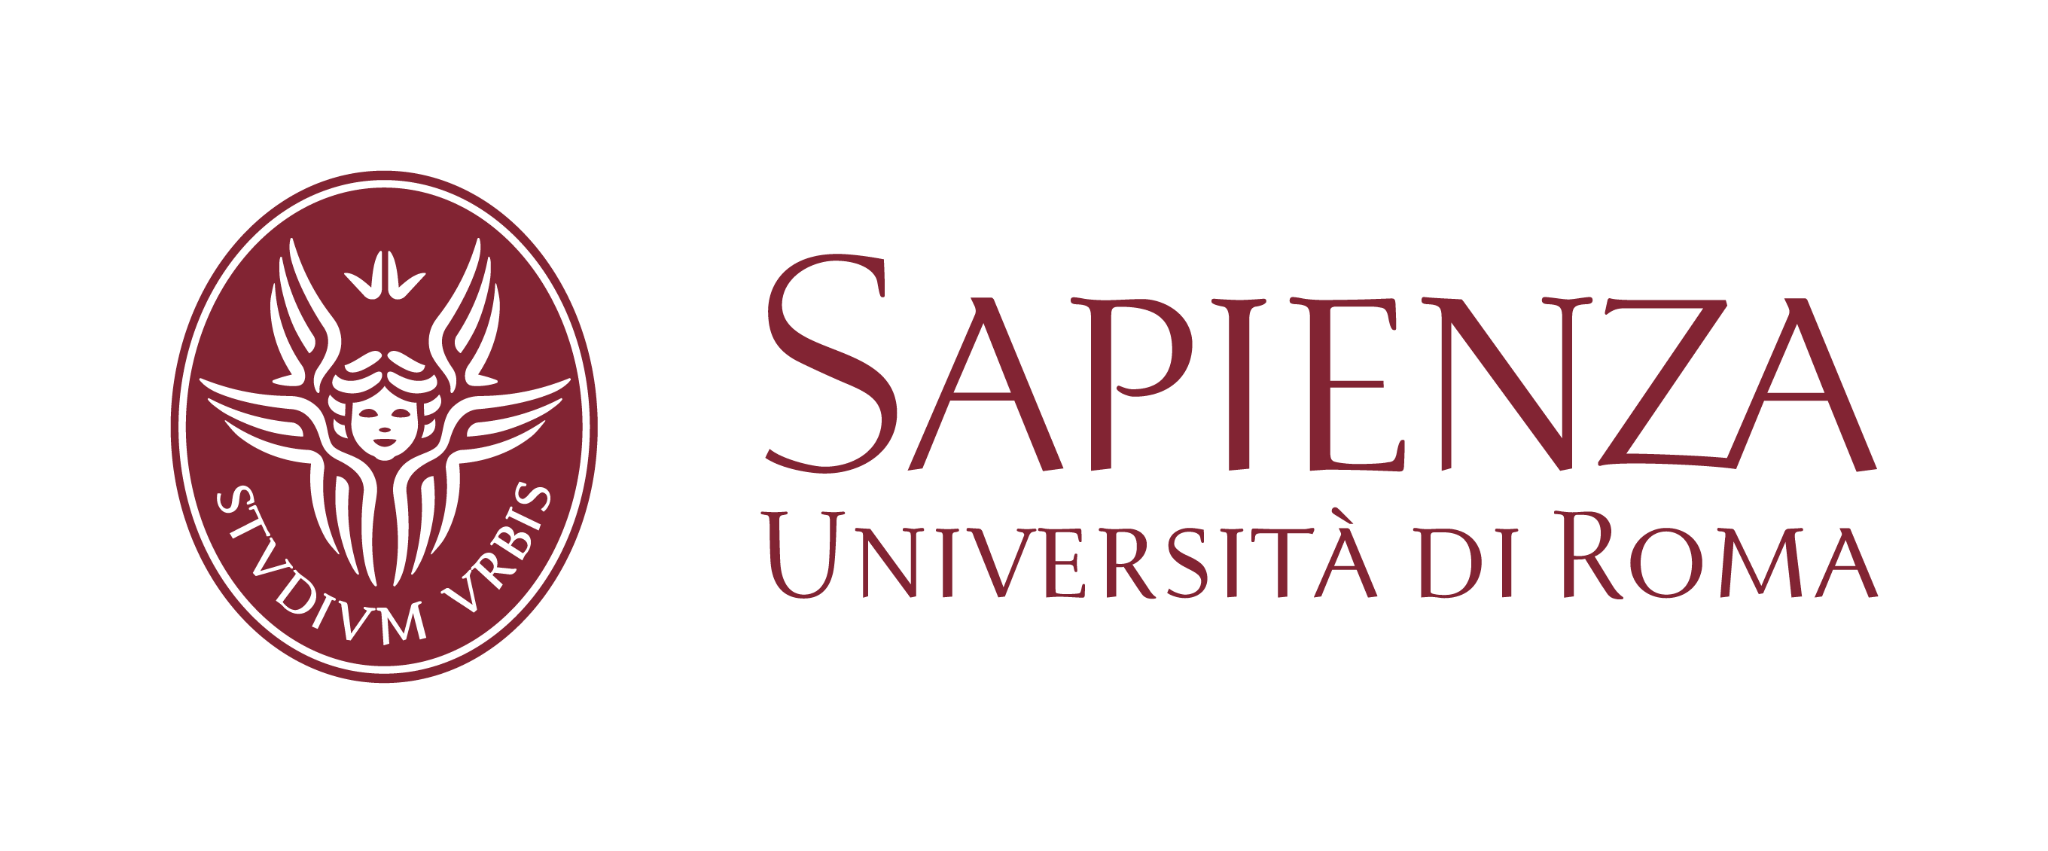 STVDIVM VRBIS
SAPIENZA
UNIVERSITÀ DI ROMA